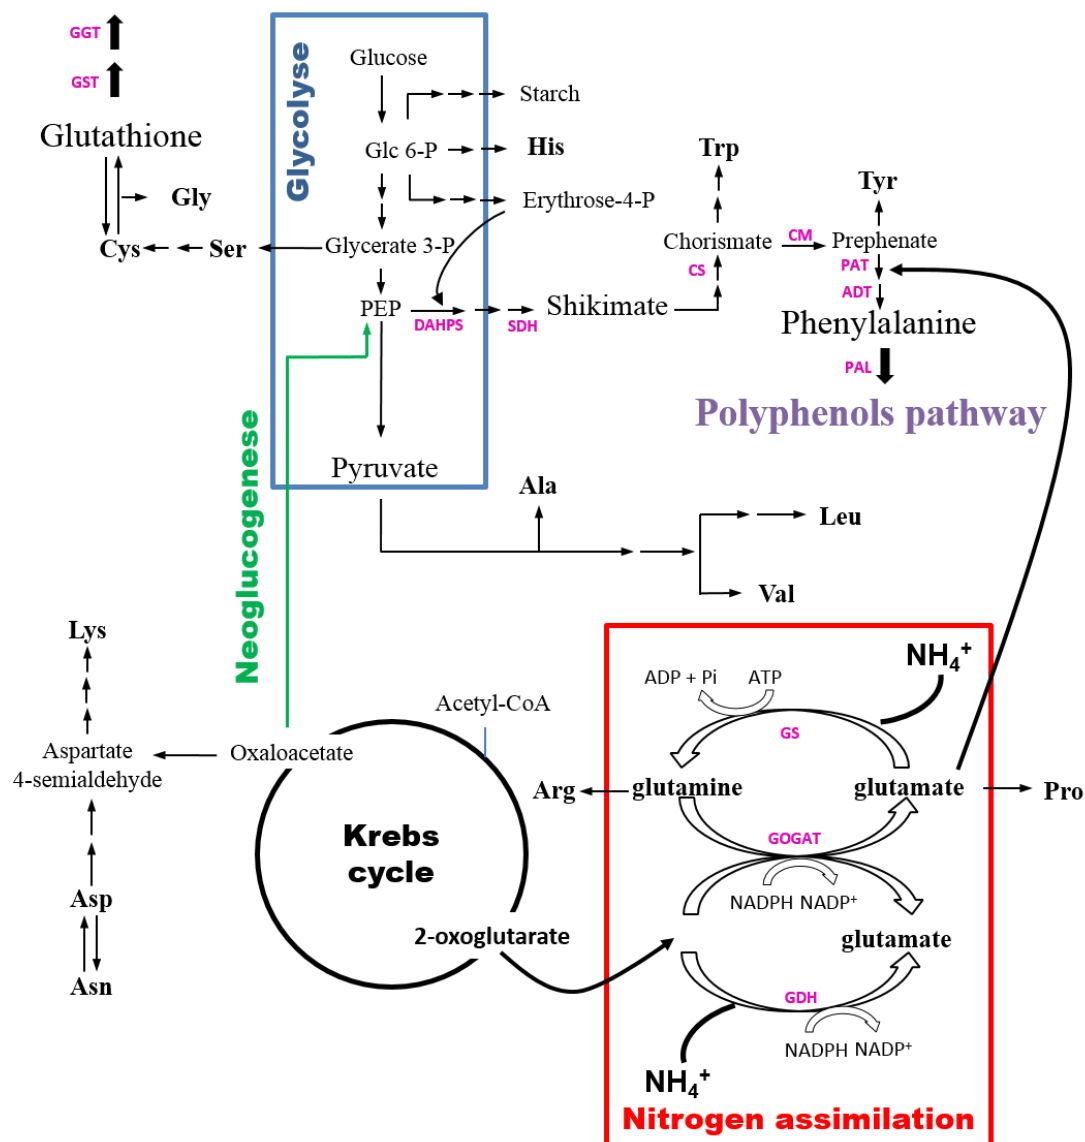 GGT
GST
Glutathione
Gly
Cys
Ser
Glycolyse
Glucose
Starch
Glc 6-P
His
Erythrose-4-P
Glycerate 3-P
PEP
DAHPS
SDH
Shikimate
Pyruvate
Trp
Tyr
Chorismate
CM
Prephenate
CS
PAT
ADT
Phenylalanine
PAL
Polyphenols pathway
Neoglucogenese
Ala
Leu
Val
Lys
Aspartate
4-semialdehyde
Asp
Asn
Oxaloacetate
Acetyl-CoA
Krebs
cycle
2-oxoglutarate
NH₄⁺
ADP + Pi
ATP
GS
Arg
glutamine
glutamate
Pro
GOGAT
NADPH NADP⁺
glutamate
GDH
NADPH NADP⁺
NH₄⁺
Nitrogen assimilation